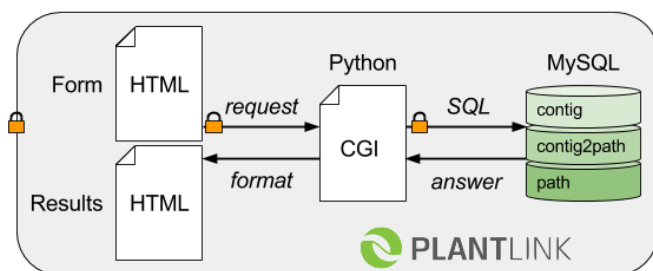 Form
HTML
request
Python
CGI
SQL
MySQL
contig
contig2path
path
answer
format
Results
HTML
PLANTLINK